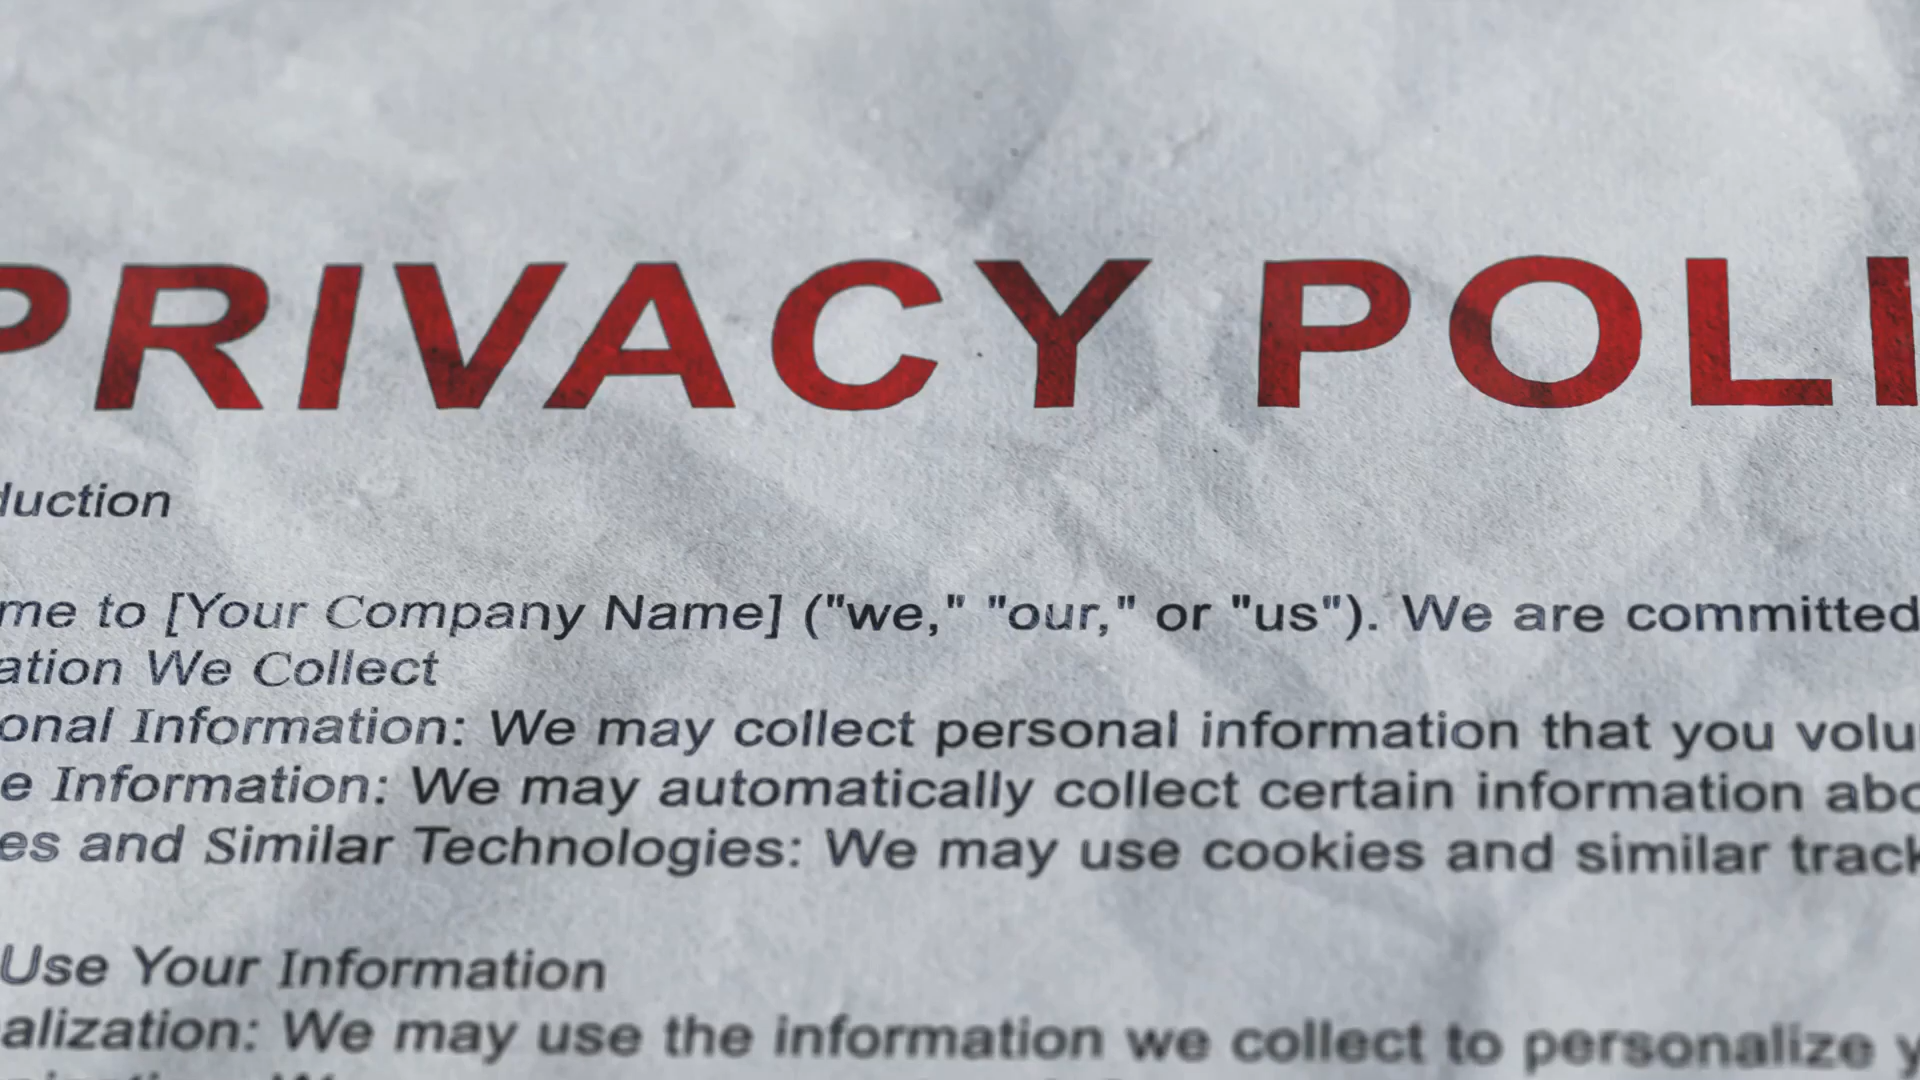 PRIVACY POLI
duction
me to [Your Company Name] ("we," "our," or "us"). We are committed
ation We Collect
onal Information: We may collect personal information that you volu
e Information: We may automatically collect certain information abo
es and Similar Technologies: We may use cookies and similar track
Use Your Information
alization: We may use the information we collect to personalize y